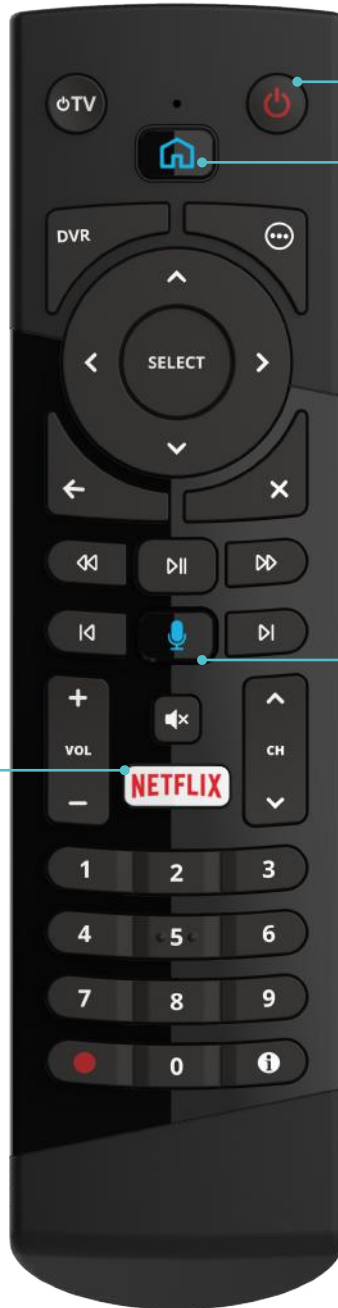 TV
DVR
SELECT
+
VOL
CH
−
NETFLIX
1 2 3
4 5 6
7 8 9
0 i